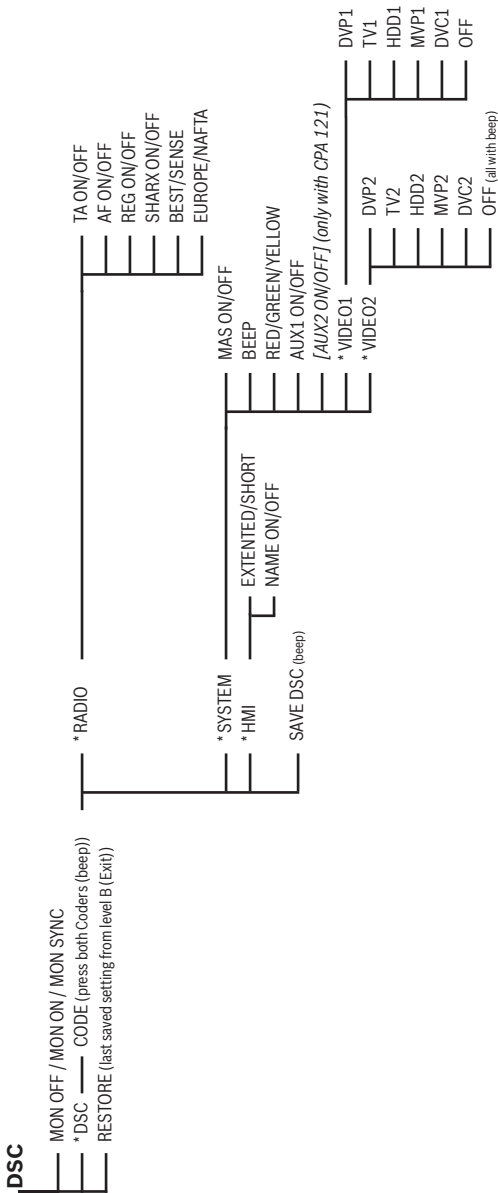 DSC
MON OFF / MON ON / MON SYNC
* DSC
CODE (press both Coders (beep))
RESTORE (last saved setting from level B (Exit))
* RADIO
TA ON/OFF
AF ON/OFF
REG ON/OFF
SHARX ON/OFF
BEST/SENSE
EUROPE/NAFTA
* SYSTEM
MAS ON/OFF
BEEP
RED/GREEN/YELLOW
AUX1 ON/OFF
[AUX2 ON/OFF] (only with CPA 121)
* VIDEO1
DVP1
TV1
HDD1
MVP1
DVC1
OFF
* VIDEO2
DVP2
TV2
HDD2
MVP2
DVC2
OFF (all with beep)
* HMI
EXTENTED/SHORT
NAME ON/OFF
SAVE DSC (beep)